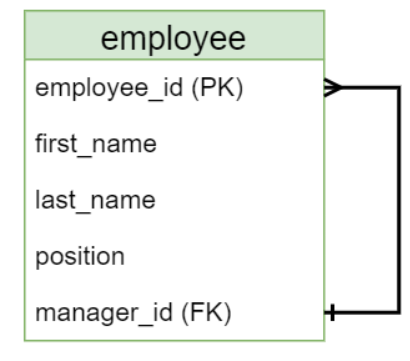 employee
employee_id (PK)
first_name
last_name
position
manager_id (FK)